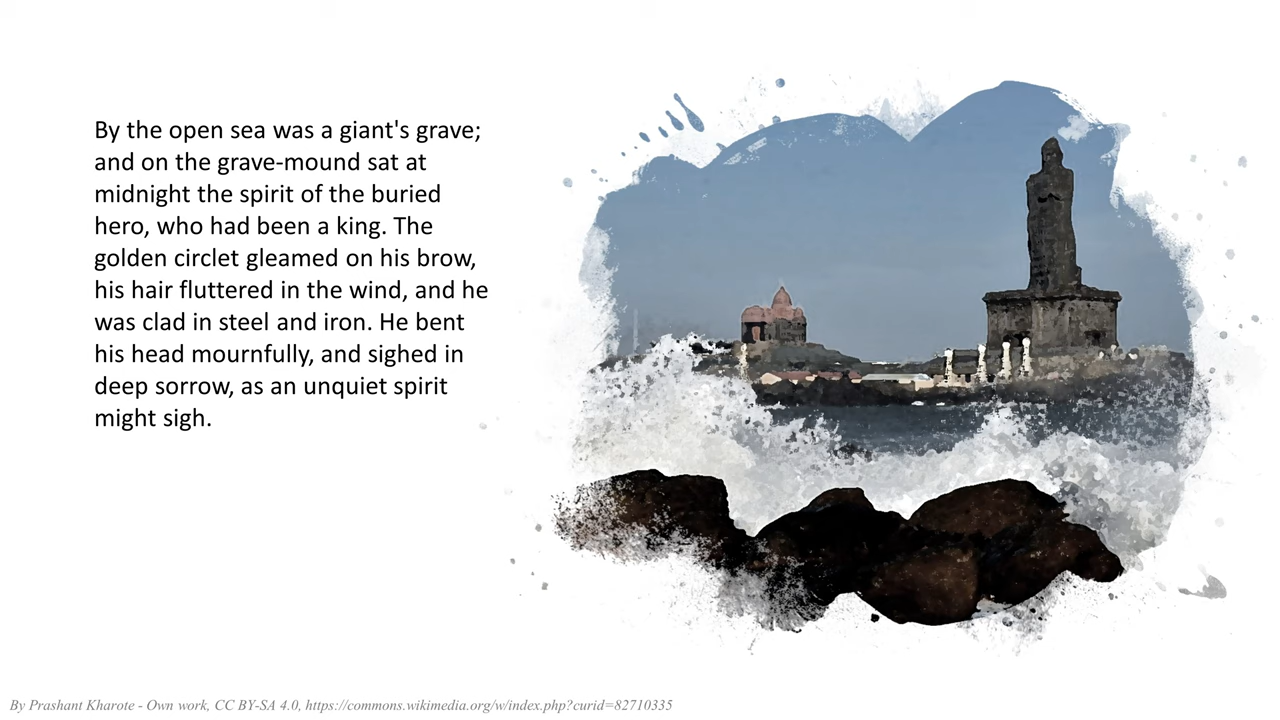 By the open sea was a giant's grave;
and on the grave-mound sat at
midnight the spirit of the buried
hero, who had been a king. The
golden circlet gleamed on his brow,
his hair fluttered in the wind, and he
was clad in steel and iron. He bent
his head mournfully, and sighed in
deep sorrow, as an unquiet spirit
might sigh.
By Prashant Kharote - Own work, CC BY-SA 4.0, https://commons.wikimedia.org/w/index.php?curid=82710335